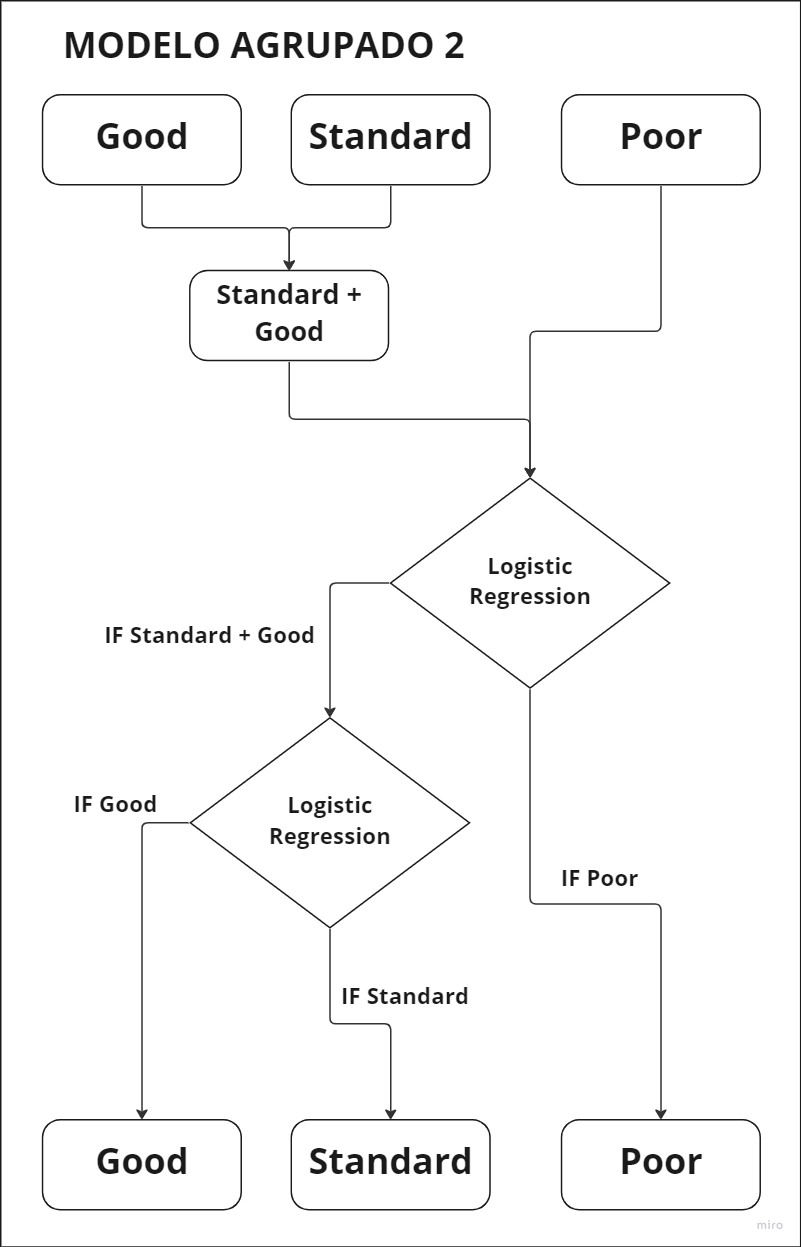 MODELO AGRUPADO 2
Good
Standard
Poor
Standard +
Good
Logistic
Regression
IF Standard + Good
IF Good
Logistic
Regression
IF Poor
IF Standard
Good
Standard
Poor
miro